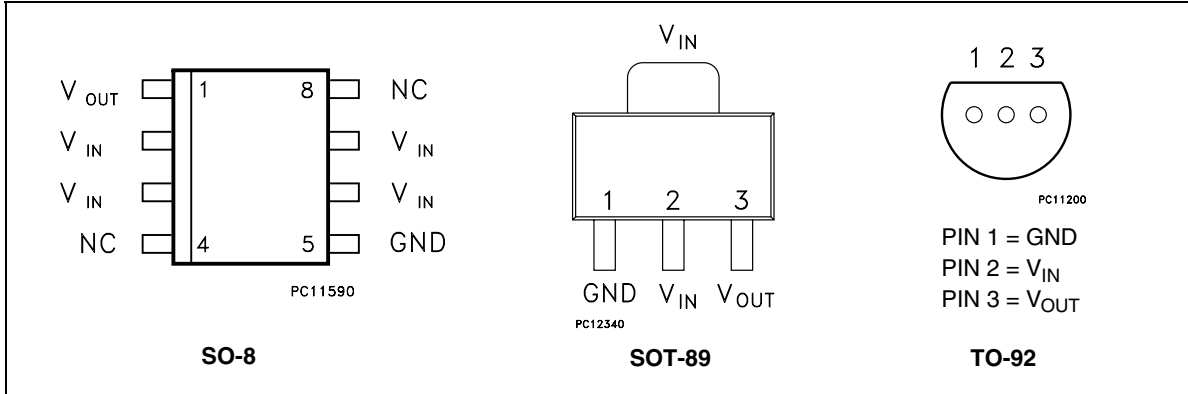 V OUT 1 8 NC
V IN V IN
V IN V IN
NC 4 5 GND
PC11590
SO-8
V IN
1 2 3
GND V IN V OUT
PC12340
SOT-89
1 2 3
PC11200
PIN 1 = GND
PIN 2 = VIN
PIN 3 = VOUT
TO-92